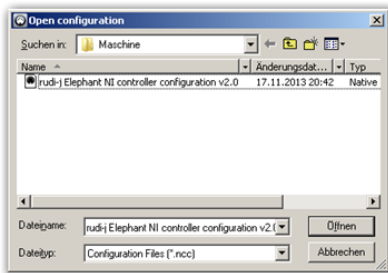 Open configuration
Suchen in: Maschine
Name Änderungsdat... Typ
rudi-j Elephant NI controller configuration v2.0 17.11.2013 20:42 Native
Dateiname: rudi-j Elephant NI controller configuration v2.( Öffnen
Dateityp: Configuration Files (*.ncc) Abbrechen